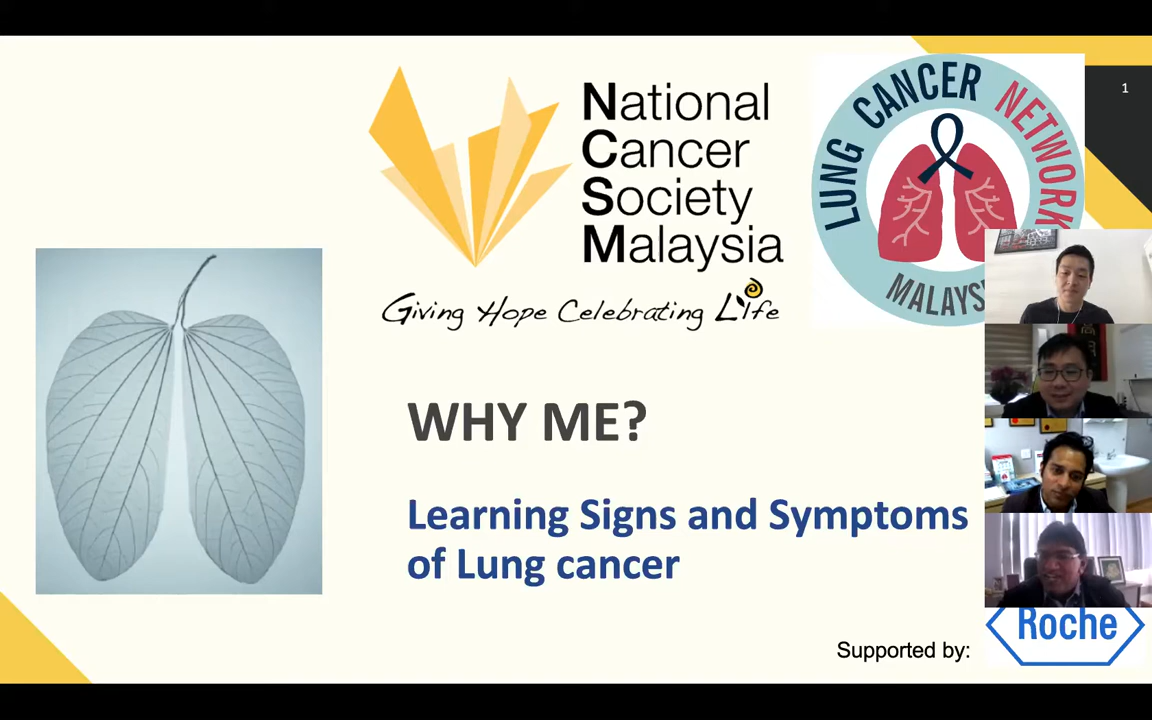 National
Cancer
Society
Malaysia
Giving Hope Celebrating Life
LUNG CANCER NETWORK
MALAYS
1
WHY ME?
Learning Signs and Symptoms
of Lung cancer
Supported by:
Roche